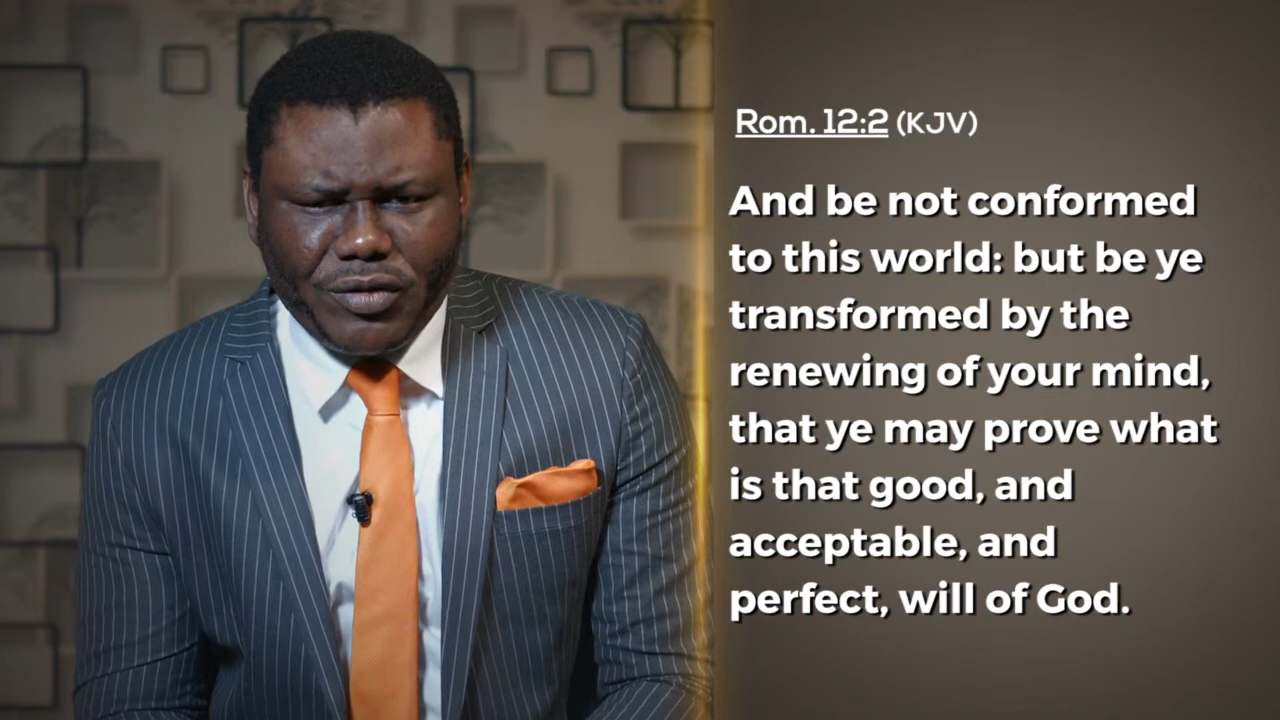 Rom. 12:2 (KJV)
And be not conformed
to this world: but be ye
transformed by the
renewing of your mind,
that ye may prove what
is that good, and
acceptable, and
perfect, will of God.